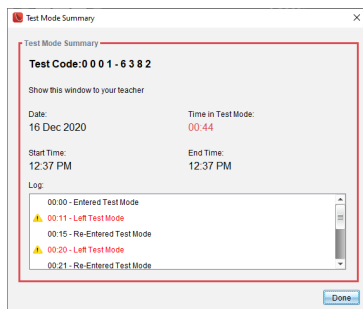 Test Mode Summary
Test Mode Summary
Test Code:0 0 0 1 - 6 3 8 2
Show this window to your teacher
Date:
Time in Test Mode:
16 Dec 2020
00:44
Start Time:
End Time:
12:37 PM
12:37 PM
Log:
00:00 - Entered Test Mode
00:11 - Left Test Mode
00:15 - Re-Entered Test Mode
00:20 - Left Test Mode
00:21 - Re-Entered Test Mode
Done